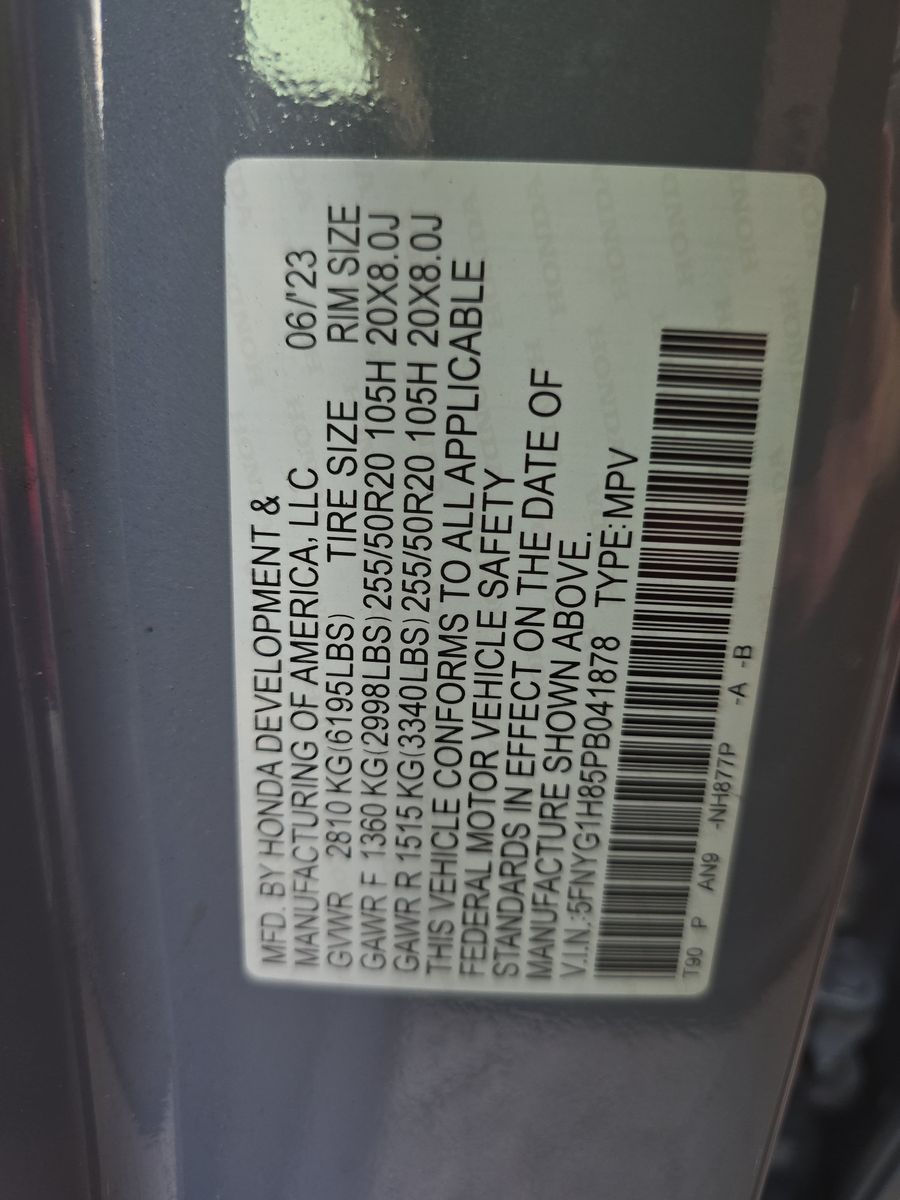 MFD. BY HONDA DEVELOPMENT &
MANUFACTURING OF AMERICA, LLC 06/'23
GVWR 2810 KG(6195LBS) TIRE SIZE RIM SIZE
GAWR F 1360 KG(2998LBS) 255/50R20 105H 20X8.0J
GAWR R 1515 KG(3340LBS) 255/50R20 105H 20X8.0J
THIS VEHICLE CONFORMS TO ALL APPLICABLE
FEDERAL MOTOR VEHICLE SAFETY
STANDARDS IN EFFECT ON THE DATE OF
MANUFACTURE SHOWN ABOVE.
V.I.N.:5FNYG1H85PB041878 TYPE:MPV
T90 P AN9 -NH877P -A -B